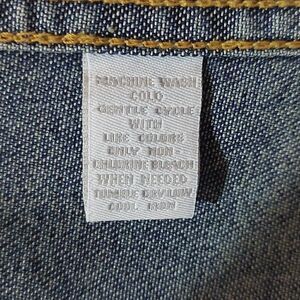 MACHINE WASH
COLD
GENTLE CYCLE
WITH
LIKE COLORS
ONLY NON-
CHLORINE BLEACH
WHEN NEEDED
TUMBLE DRY LOW
COOL IRON